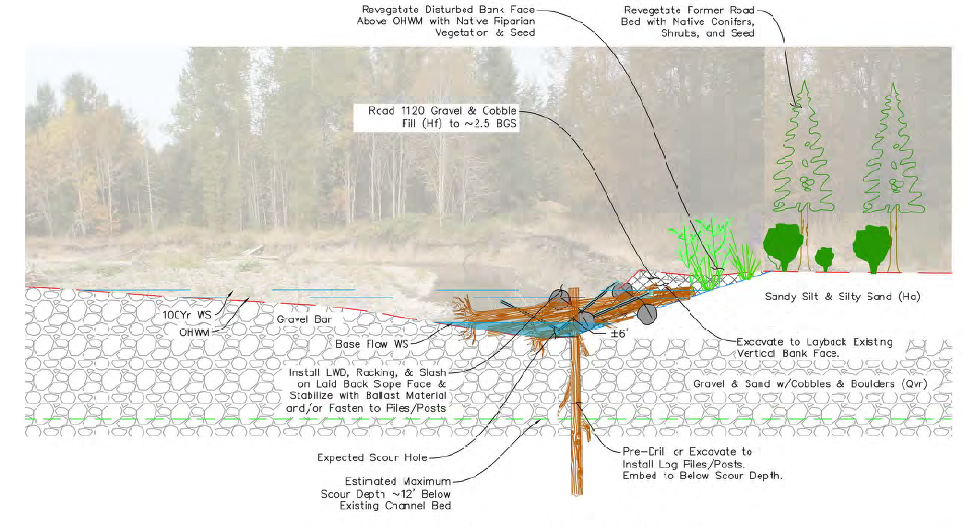 Revegetate Disturbed Bank Face
Above OHWM with Native Riparian
Vegetation & Seed
Revegetate Former Road
Bed with Native Conifers,
Shrubs, and Seed
Road 1120 Gravel & Cobble
Fill (Hf) to ~2.5 BGS
100Yr WS
OHWM
Gravel Bar
Base flow WS
±6'
Sandy Silt & Silty Sand (Ho)
Excavate to Layback Existing
Vertical Bank Face.
Install LWD, Racking, & Slash
on Laid Back Slope Face &
Stabilize with Ballast Material
and/or Fasten to Piles/Posts
Gravel & Sand w/Cobbles & Boulders (Qvr)
Expected Scour Hole
Estimated Maximum
Scour Depth ~12' Below
Existing Channel Bed
Pre-Drill or Excavate to
Install Log Piles/Posts.
Embed to Below Scour Depth.